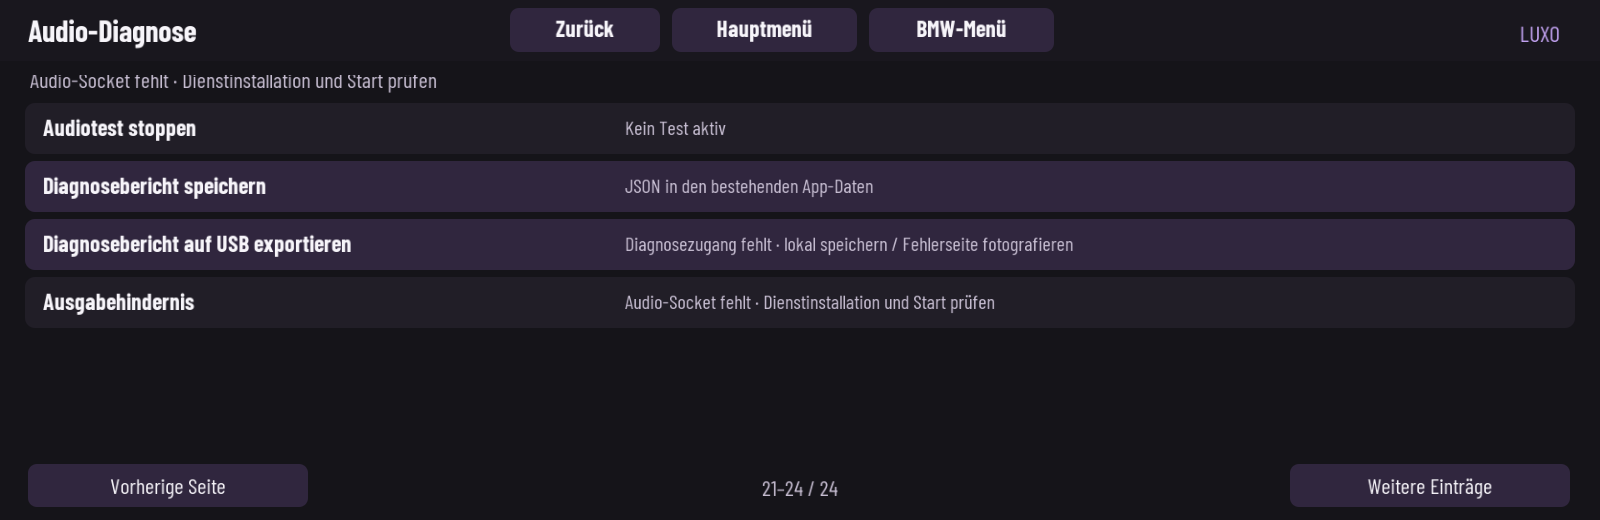 Audio-Diagnose
Zurück
Hauptmenü
BMW-Menü
LUXO
Audio-Socket fehlt · Dienstinstallation und Start prüfen
Audiotest stoppen
Kein Test aktiv
Diagnosebericht speichern
JSON in den bestehenden App-Daten
Diagnosebericht auf USB exportieren
Diagnosezugang fehlt · lokal speichern / Fehlerseite fotografieren
Ausgabehindernis
Audio-Socket fehlt · Dienstinstallation und Start prüfen
Vorherige Seite
21–24 / 24
Weitere Einträge